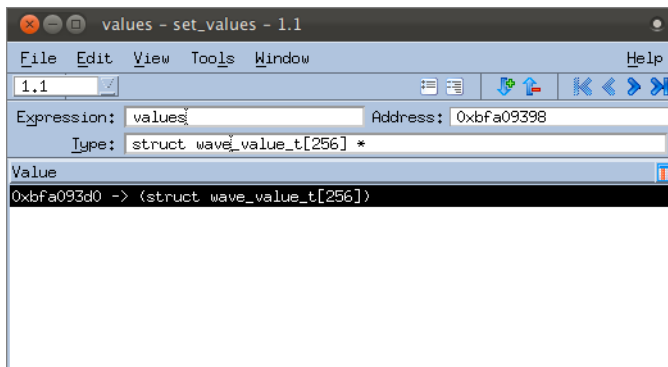 values - set_values - 1.1
File Edit View Tools Window Help
1.1
Expression: values Address: 0xbfa09398
Type: struct wave_value_t[256] *
Value
0xbfa093d0 -> (struct wave_value_t[256])